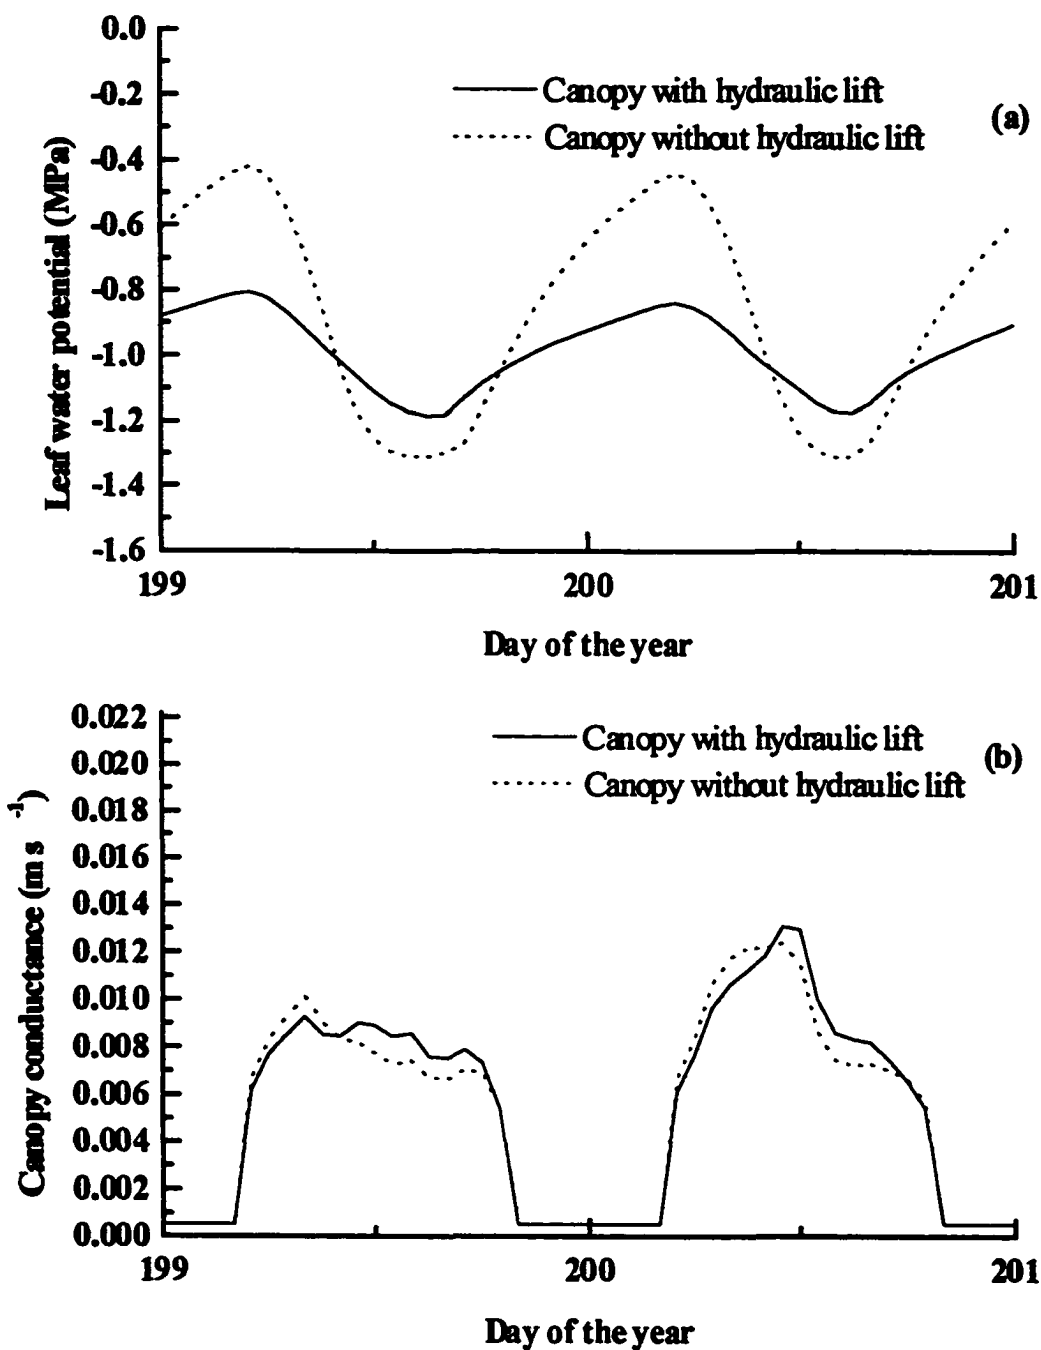 0.0
-0.2
-0.4
-0.6
-0.8
-1.0
-1.2
-1.4
-1.6
Leaf water potential (MPa)
Canopy with hydraulic lift
Canopy without hydraulic lift
(a)
199
200
201
Day of the year
0.022
0.020
0.018
0.016
0.014
0.012
0.010
0.008
0.006
0.004
0.002
0.000
Canopy conductance (m s -1)
Canopy with hydraulic lift
Canopy without hydraulic lift
(b)
199
200
201
Day of the year